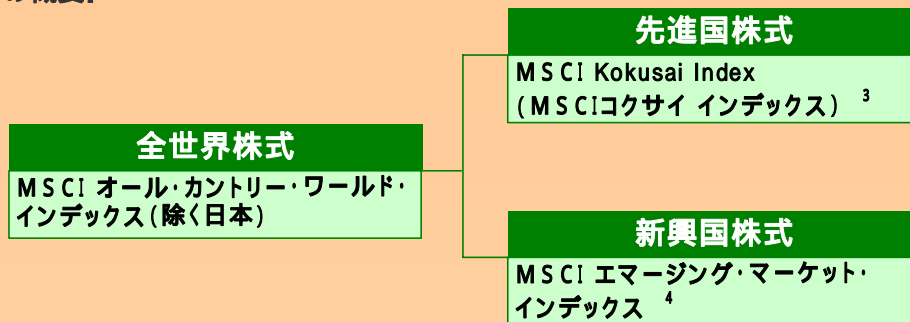 先進国株式
MSCI Kokusai Index
(MSCIコクサイ インデックス) 3
全世界株式
MSCI オール・カントリー・ワールド・
インデックス(除く日本)
新興国株式
MSCI エマージング・マーケット・
インデックス 4